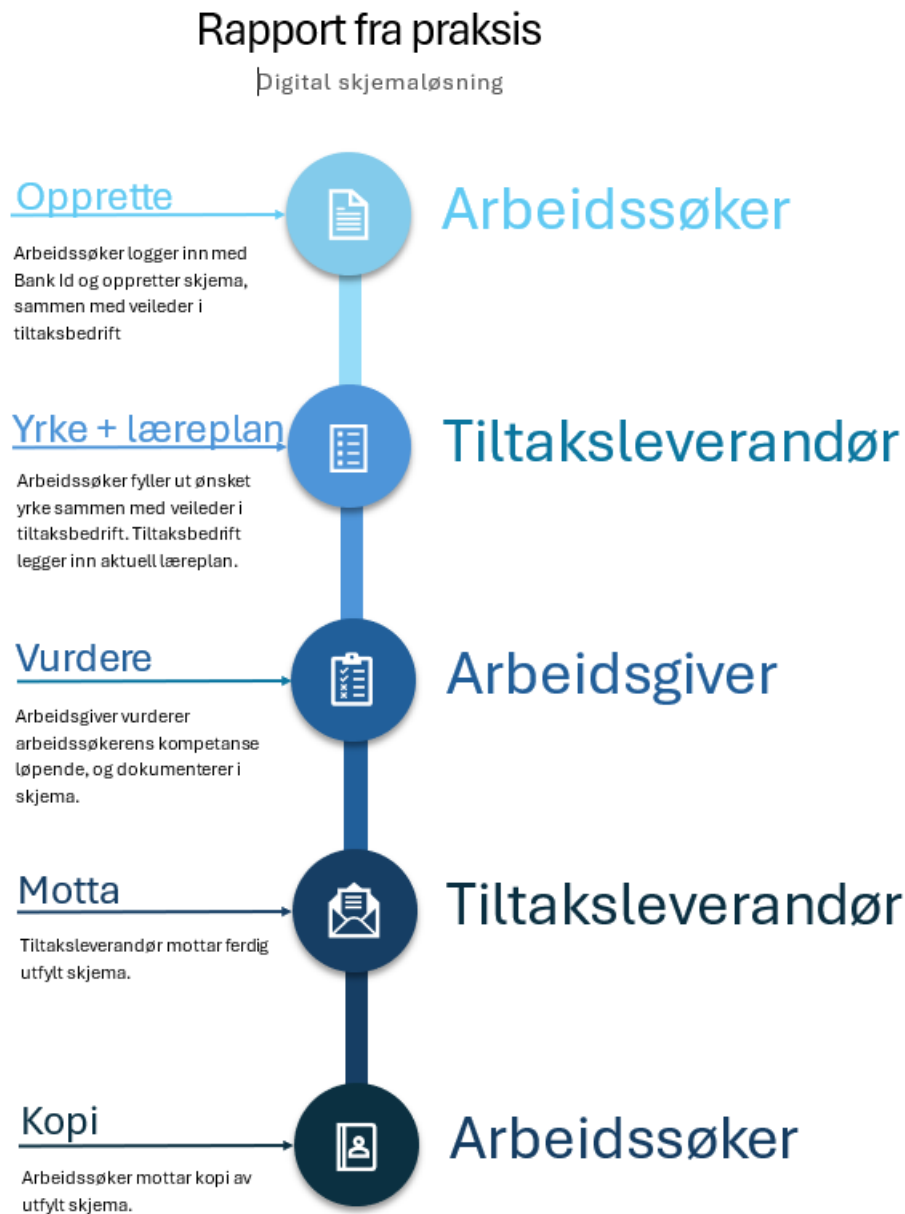 Rapport fra praksis
Digital skjemaløsning
Opprette
Arbeidssøker
Arbeidssøker logger inn med
Bank Id og oppretter skjema,
sammen med veileder i
tiltaksbedrift
Yrke + læreplan
Tiltaksleverandør
Arbeidssøker fyller ut ønsket
yrke sammen med veileder i
tiltaksbedrift. Tiltaksbedrift
legger inn aktuell læreplan.
Vurdere
Arbeidsgiver
Arbeidsgiver vurderer
arbeidssøkerens kompetanse
løpende, og dokumenterer i
skjema.
Motta
Tiltaksleverandør
Tiltaksleverandør mottar ferdig
utfylt skjema.
Kopi
Arbeidssøker
Arbeidssøker mottar kopi av
utfylt skjema.